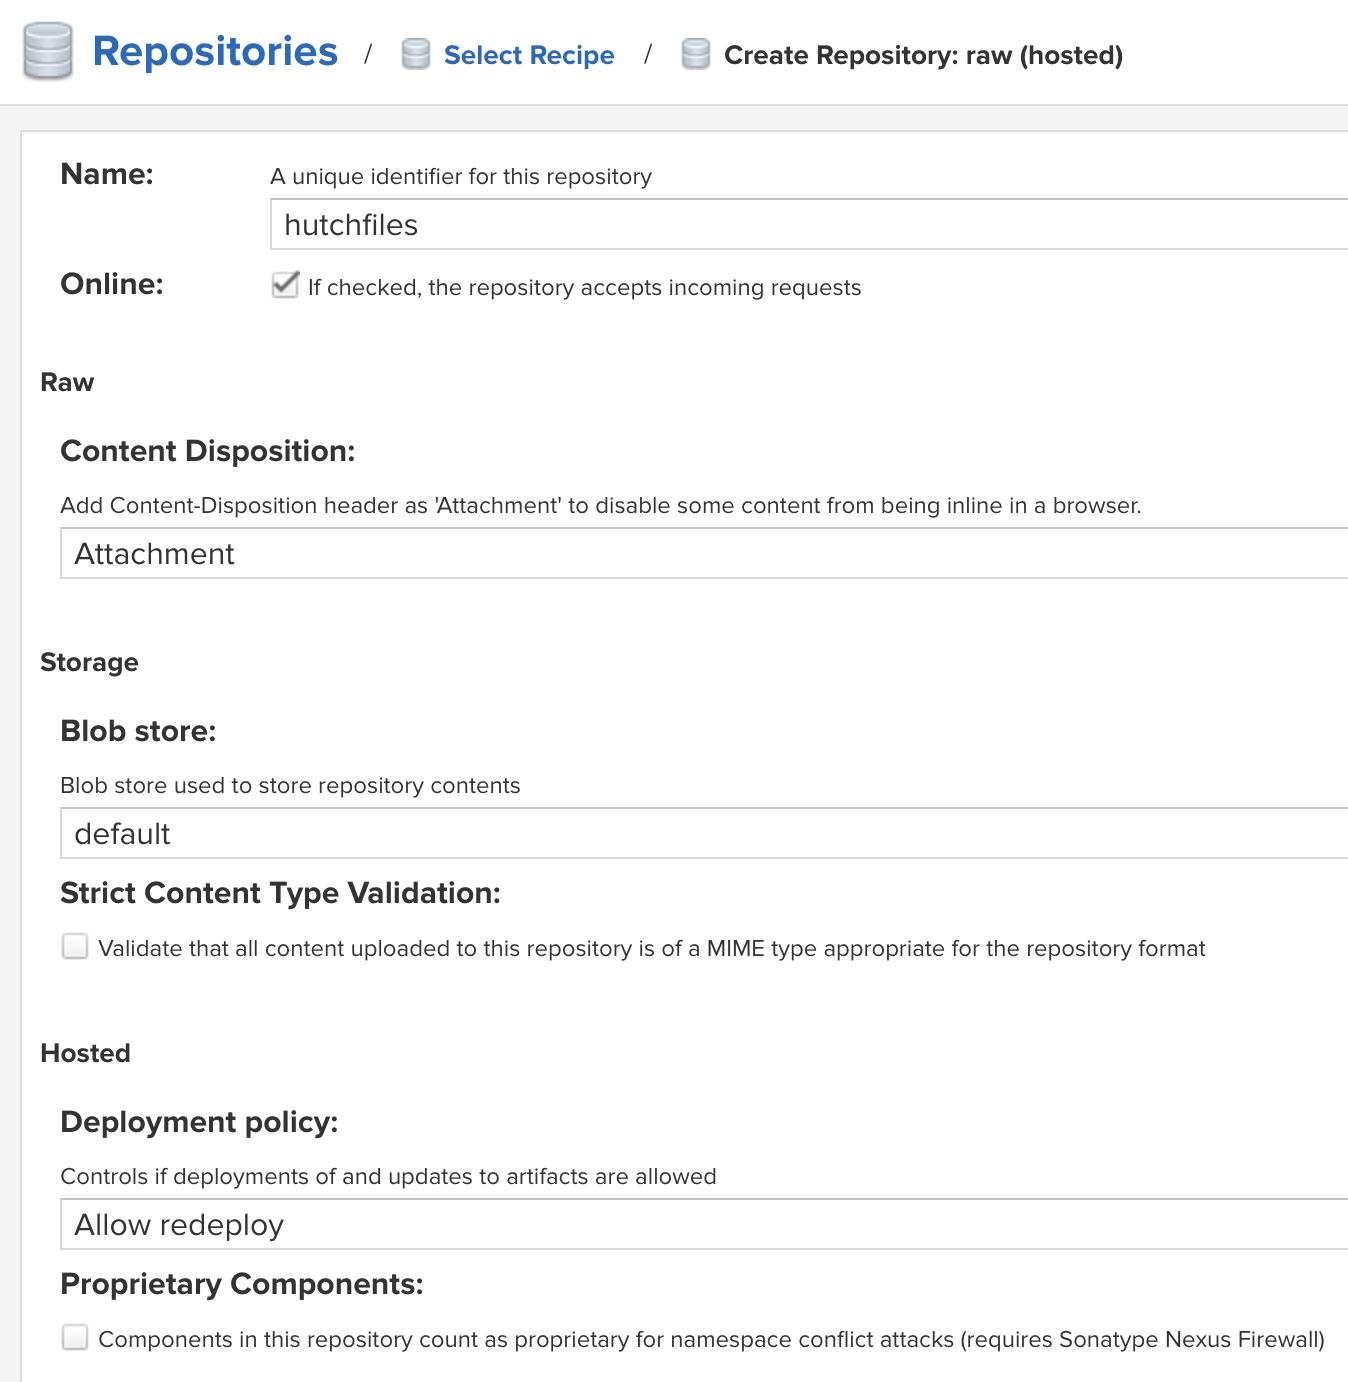 Repositories / Select Recipe / Create Repository: raw (hosted)
Name:
A unique identifier for this repository
hutchfiles
Online:
If checked, the repository accepts incoming requests
Raw
Content Disposition:
Add Content-Disposition header as 'Attachment' to disable some content from being inline in a browser.
Attachment
Storage
Blob store:
Blob store used to store repository contents
default
Strict Content Type Validation:
Validate that all content uploaded to this repository is of a MIME type appropriate for the repository format
Hosted
Deployment policy:
Controls if deployments of and updates to artifacts are allowed
Allow redeploy
Proprietary Components:
Components in this repository count as proprietary for namespace conflict attacks (requires Sonatype Nexus Firewall)